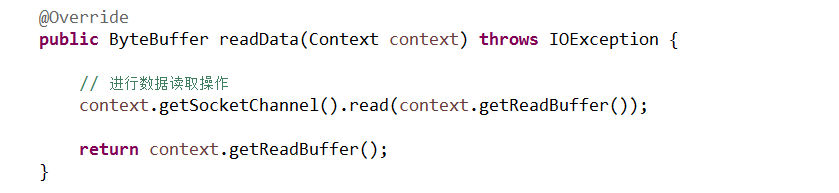 @Override
public ByteBuffer readData(Context context) throws IOException {
// 进行数据读取操作
context.getSocketChannel().read(context.getReadBuffer());
return context.getReadBuffer();
}